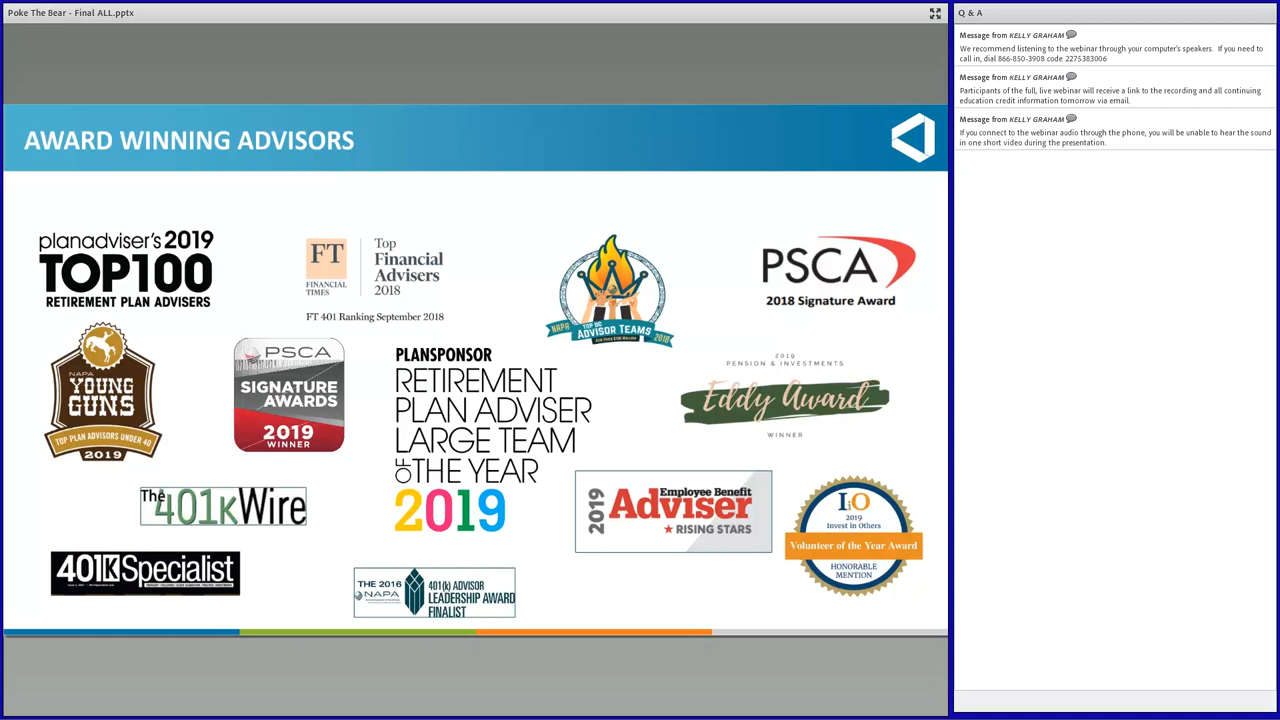 Poke The Bear - Final ALL.pptx
AWARD WINNING ADVISORS
planadviser's 2019
TOP100
RETIREMENT PLAN ADVISERS
FT
FINANCIAL
TIMES
Top
Financial
Advisers
2018
FT 401 Ranking September 2018
NAPA
TOP DC
ADVISOR TEAMS
2018
PSCA
2018 Signature Award
NAPA
YOUNG
GUNS
TOP PLAN ADVISORS UNDER 40
2019
PSCA
SIGNATURE
AWARDS
2019
WINNER
PLANSPONSOR
RETIREMENT
PLAN ADVISER
LARGE TEAM
OF THE YEAR
2019
2019
PENSION & INVESTMENTS
Eddy Award
WINNER
The 401kWire
2019
Employee Benefit
Adviser
RISING STARS
IiO
2019
Invest in Others
Volunteer of the Year Award
HONORABLE
MENTION
401K Specialist
THE 2016
NAPA
401(k) ADVISOR
LEADERSHIP AWARD
FINALIST
Q & A
Message from KELLY GRAHAM
We recommend listening to the webinar through your computer's speakers. If you need to
call in, dial 866-850-3908 code 2275383006
Message from KELLY GRAHAM
Participants of the full, live webinar will receive a link to the recording and all continuing
education credit information tomorrow via email.
Message from KELLY GRAHAM
If you connect to the webinar audio through the phone, you will be unable to hear the sound
in one short video during the presentation.